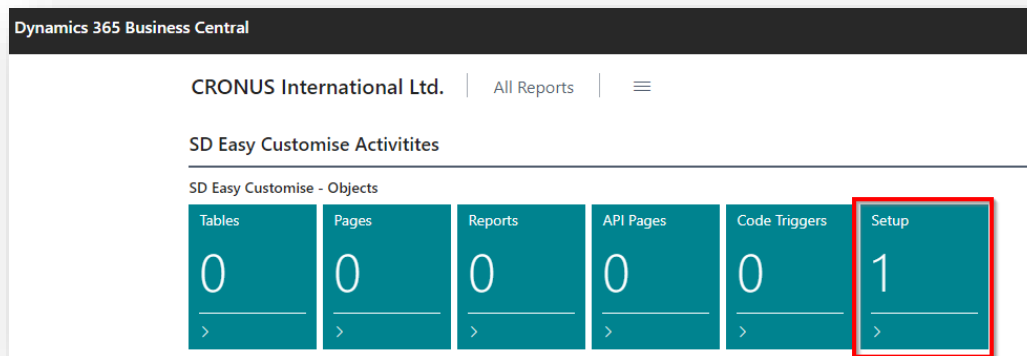 Dynamics 365 Business Central
CRONUS International Ltd. All Reports
SD Easy Customise Activitites
SD Easy Customise - Objects
Tables Pages Reports API Pages Code Triggers Setup
0 0 0 0 0 1